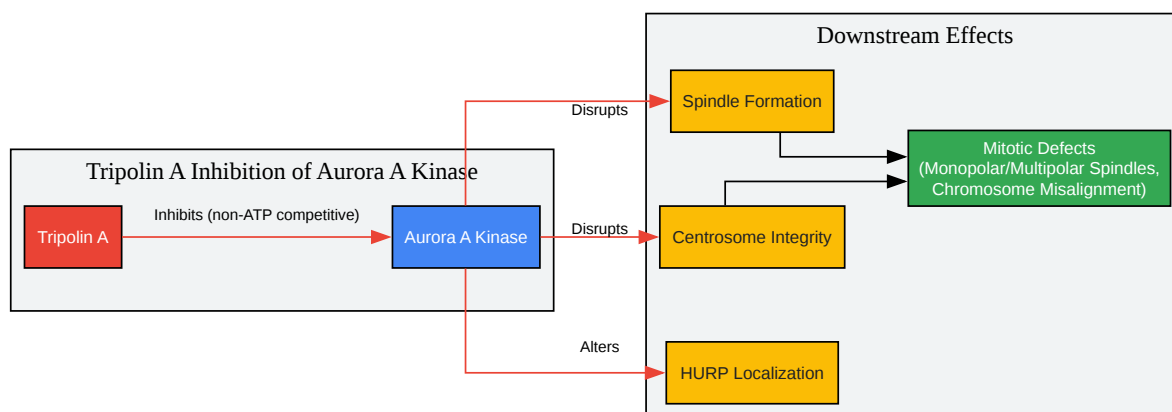 Downstream Effects
Spindle Formation
Disrupts
Mitotic Defects
(Monopolar/Multipolar Spindles,
Chromosome Misalignment)
Tripolin A Inhibition of Aurora A Kinase
Tripolin A
Inhibits (non-ATP competitive)
Aurora A Kinase
Disrupts
Centrosome Integrity
Alters
HURP Localization